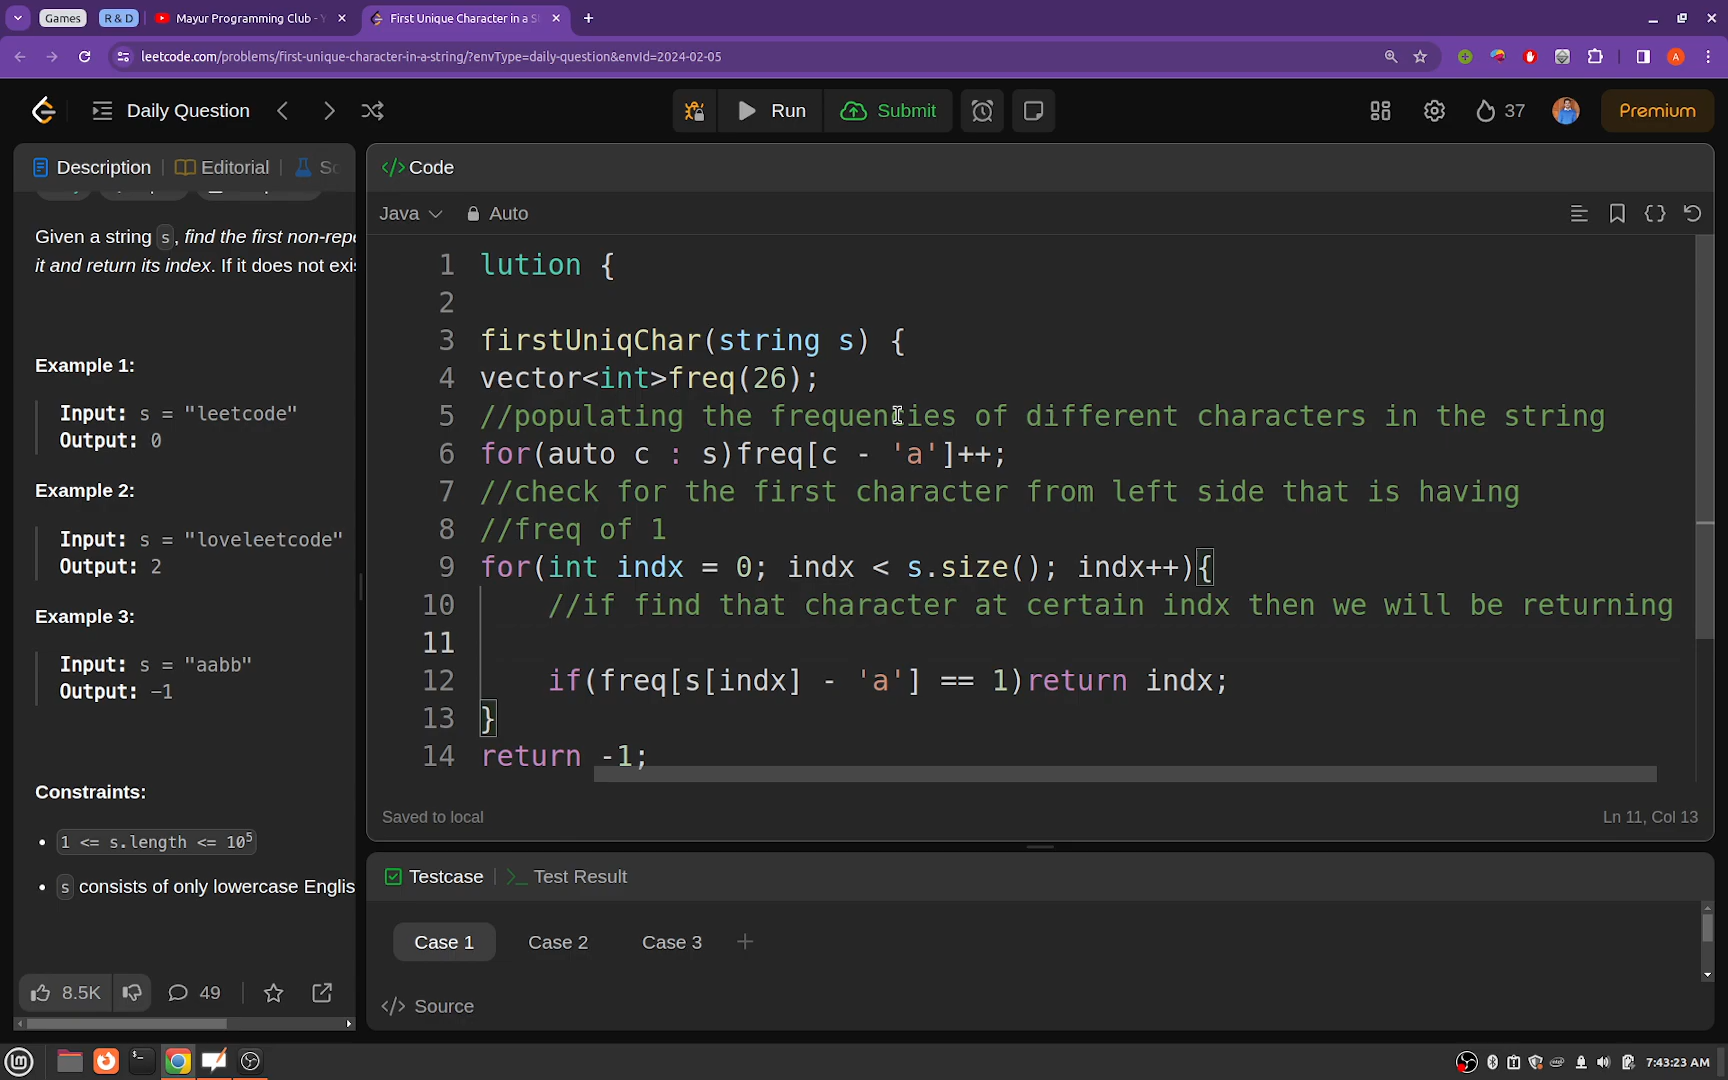 Games
R & D
Mayur Programming Club - Y
First Unique Character in a S
leetcode.com/problems/first-unique-character-in-a-string/?envType=daily-question&envId=2024-02-05
A
Daily Question
Run
Submit
37
Premium
Description
Editorial
So
Given a string s, find the first non-repe
it and return its index. If it does not exis
Example 1:
Input: s = "leetcode"
Output: 0
Example 2:
Input: s = "loveleetcode"
Output: 2
Example 3:
Input: s = "aabb"
Output: -1
Constraints:
1 <= s.length <= 10⁵
s consists of only lowercase Englis
8.5K
49
</> Code
Java
Auto
1 lution {
2
3 firstUniqChar(string s) {
4 vector<int>freq(26);
5 //populating the frequencies of different characters in the string
6 for(auto c : s)freq[c - 'a']++;
7 //check for the first character from left side that is having
8 //freq of 1
9 for(int indx = 0; indx < s.size(); indx++){
10 //if find that character at certain indx then we will be returning
11
12 if(freq[s[indx] - 'a'] == 1)return indx;
13 }
14 return -1;
Saved to local
Ln 11, Col 13
Testcase
>_ Test Result
Case 1
Case 2
Case 3
+
</> Source
7:43:23 AM